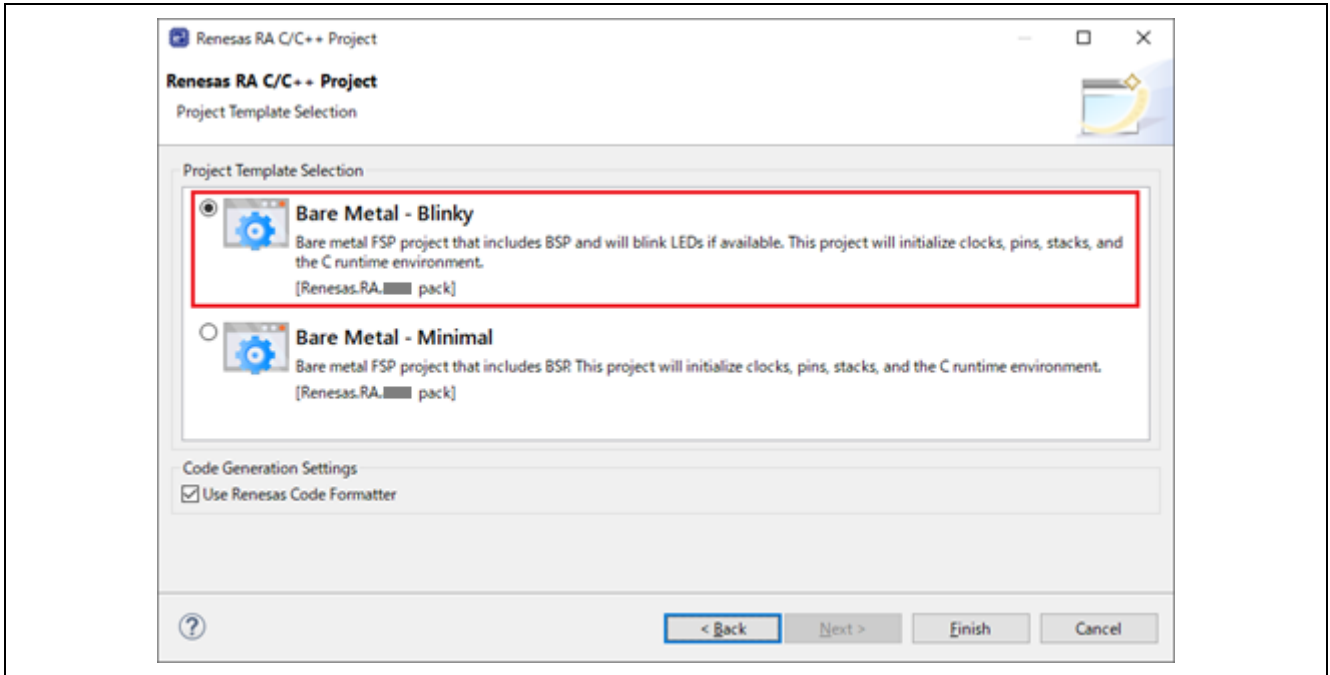 Renesas RA C/C++ Project
Renesas RA C/C++ Project
Project Template Selection
Project Template Selection
Bare Metal - Blinky
Bare metal FSP project that includes BSP and will blink LEDs if available. This project will initialize clocks, pins, stacks, and
the C runtime environment.
[Renesas.RA. pack]
Bare Metal - Minimal
Bare metal FSP project that includes BSP. This project will initialize clocks, pins, stacks, and the C runtime environment.
[Renesas.RA. pack]
Code Generation Settings
Use Renesas Code Formatter
?
< Back
Next >
Finish
Cancel